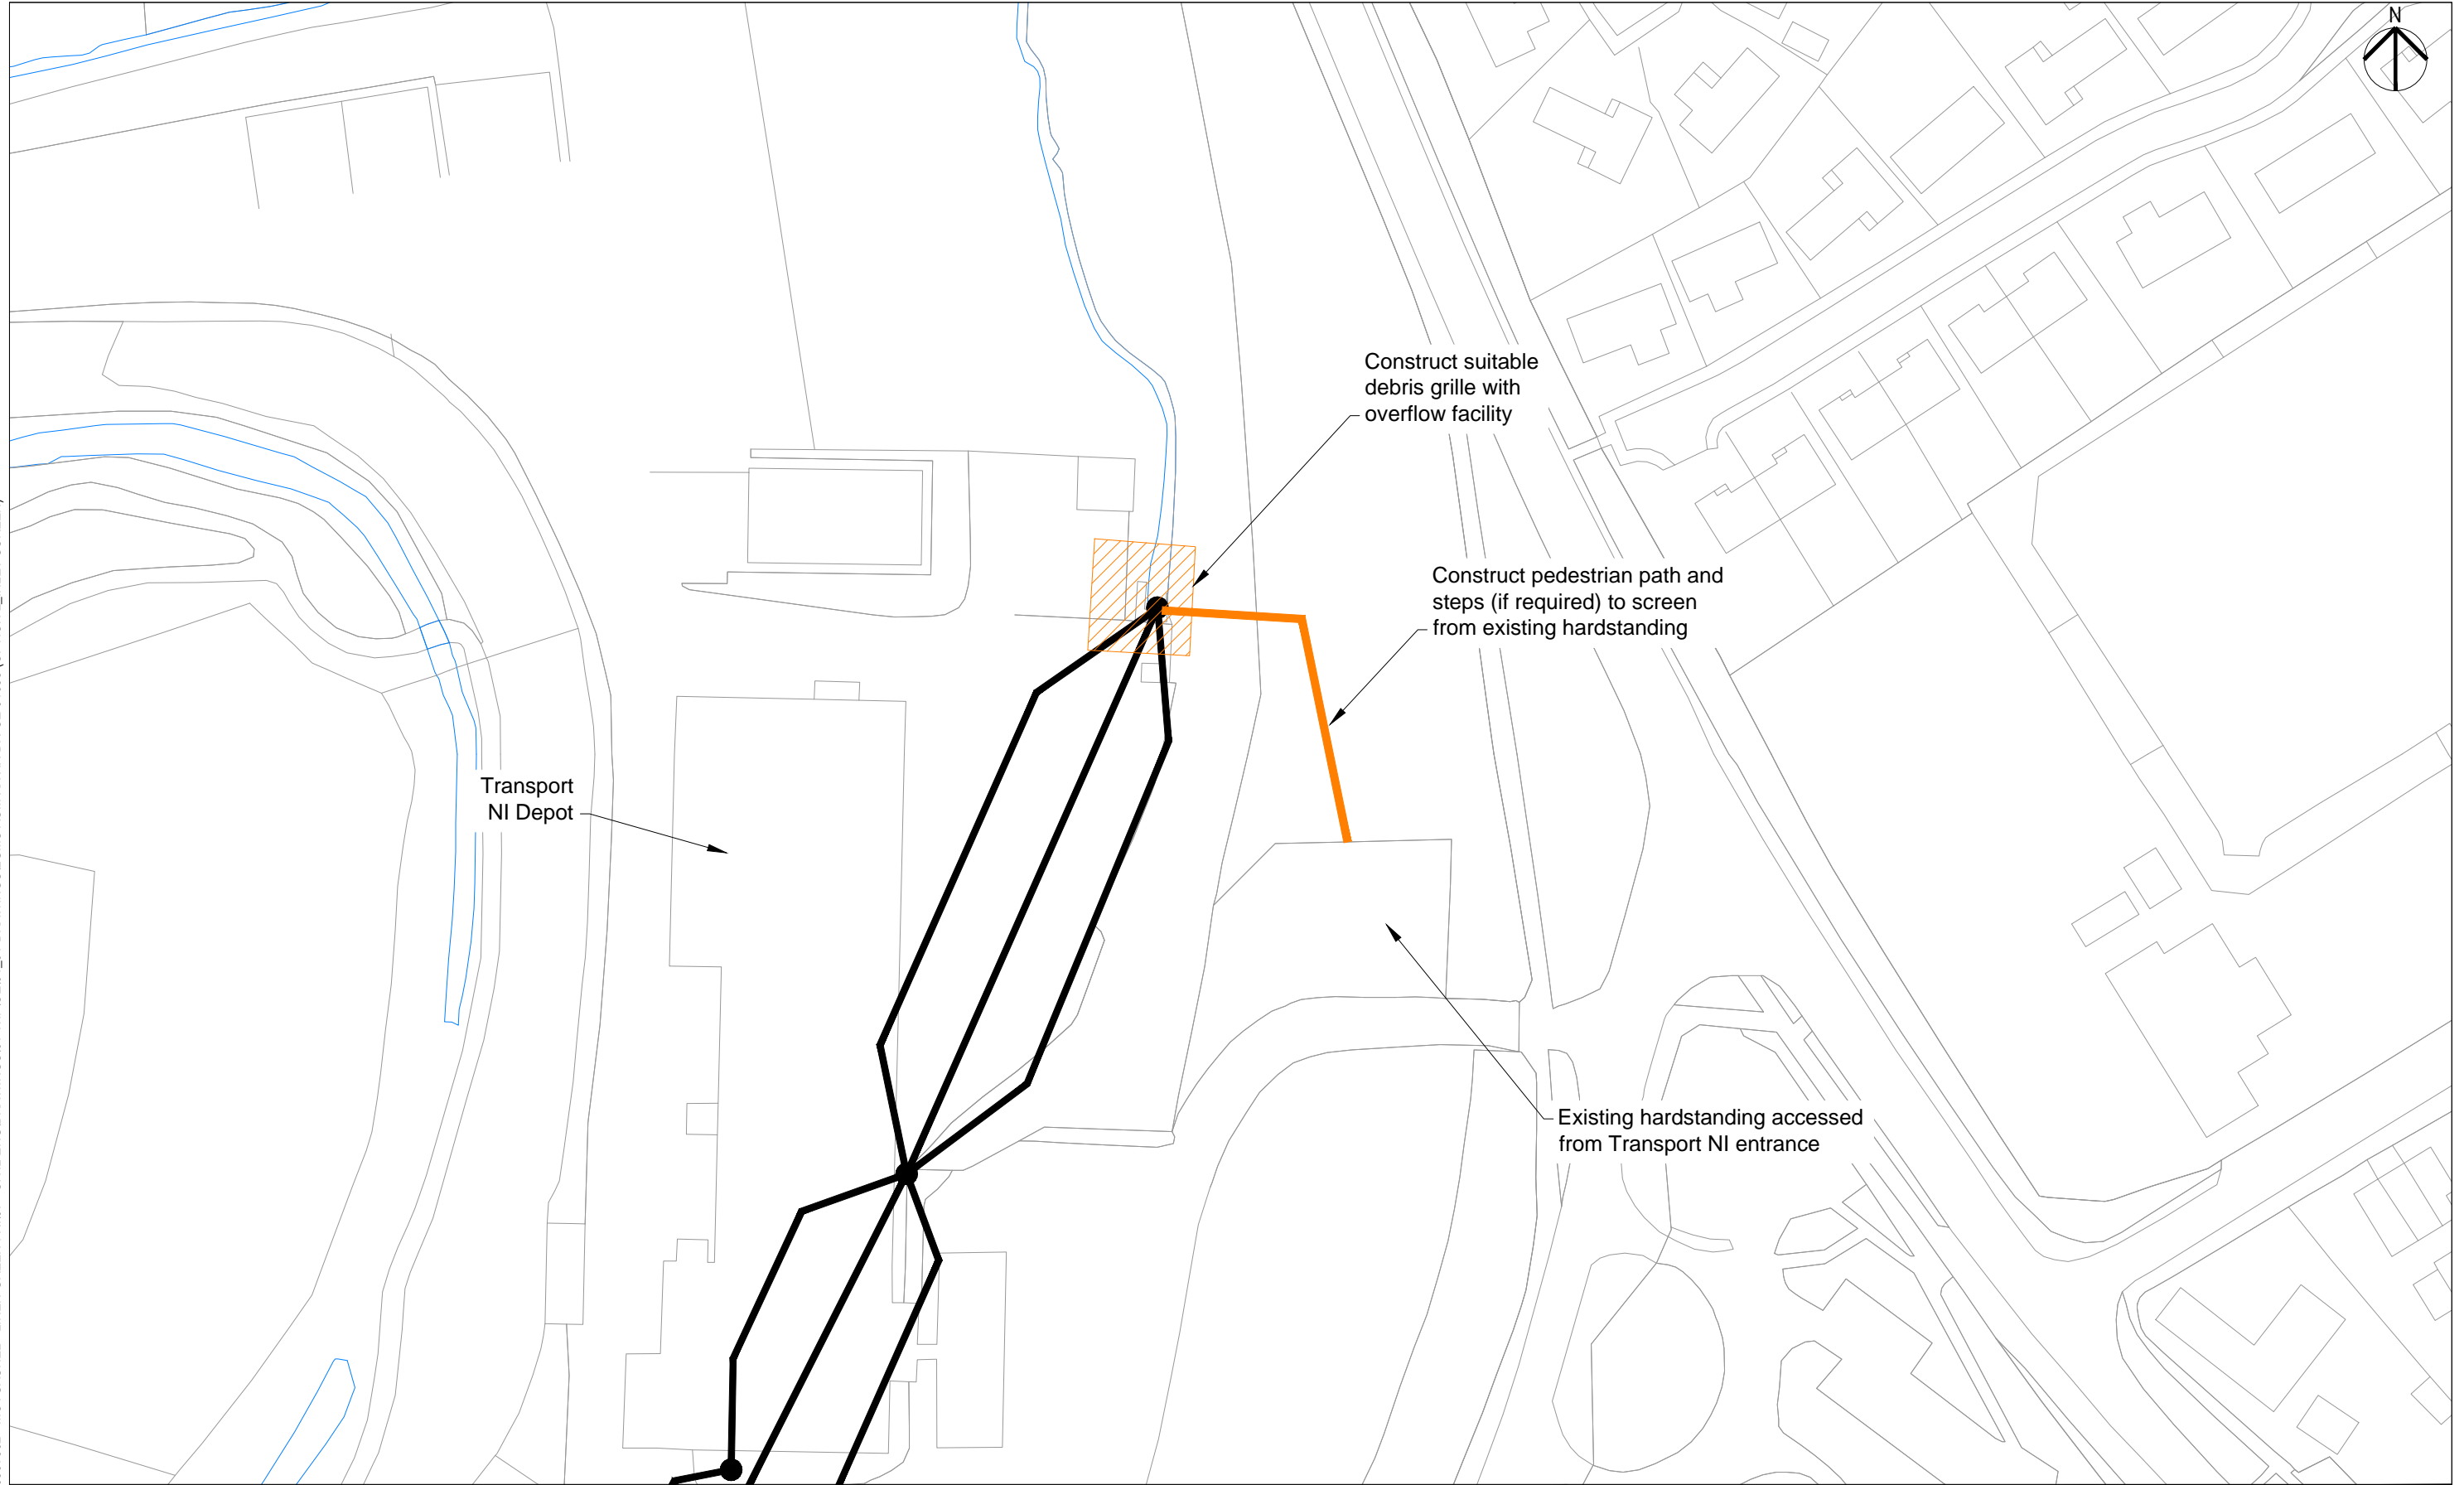 N
Construct suitable
debris grille with
overflow facility
Construct pedestrian path and
steps (if required) to screen
from existing hardstanding
Transport
NI Depot
Existing hardstanding accessed
from Transport NI entrance